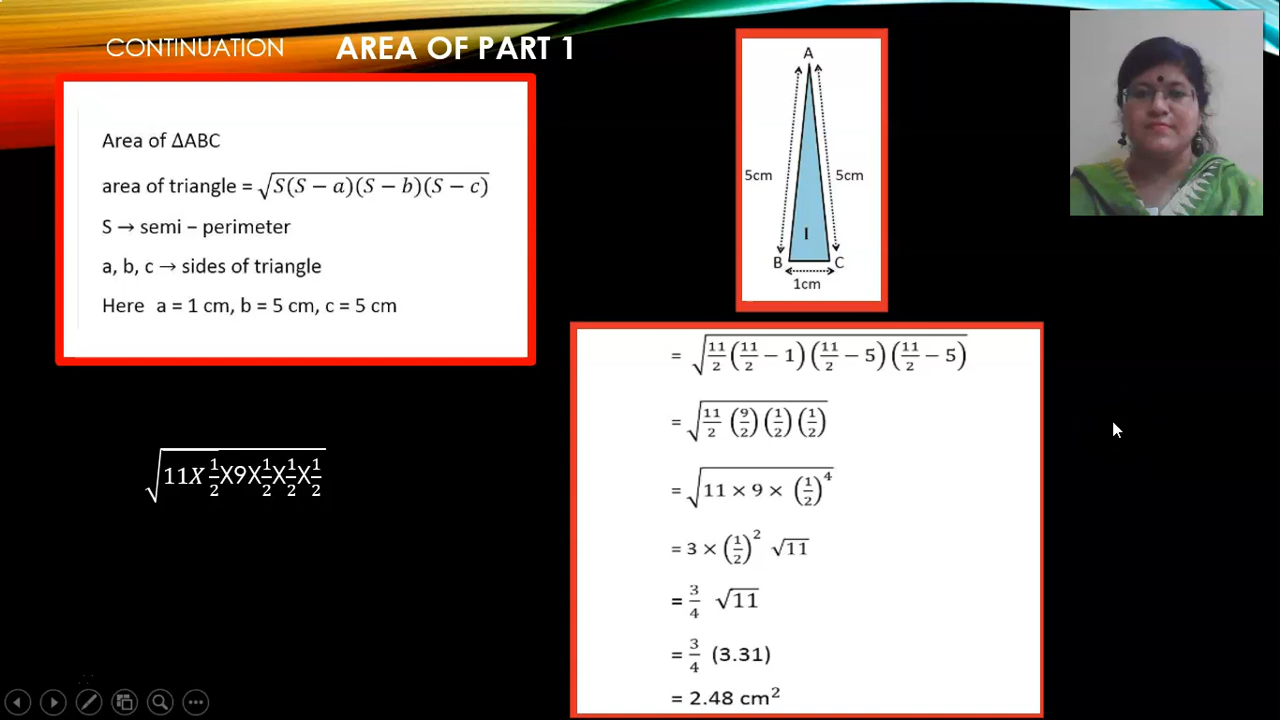 CONTINUATION AREA OF PART 1
Area of ΔABC
area of triangle = √(S(S − a)(S − b)(S − c))
S → semi − perimeter
a, b, c → sides of triangle
Here a = 1 cm, b = 5 cm, c = 5 cm
√(11X1/2X9X1/2X1/2X1/2)
A
5cm 5cm
I
B C
1cm
= √(11/2 (11/2 − 1) (11/2 − 5) (11/2 − 5))
= √(11/2 (9/2) (1/2) (1/2))
= √(11 × 9 × (1/2)⁴)
= 3 × (1/2)² √11
= 3/4 √11
= 3/4 (3.31)
= 2.48 cm²